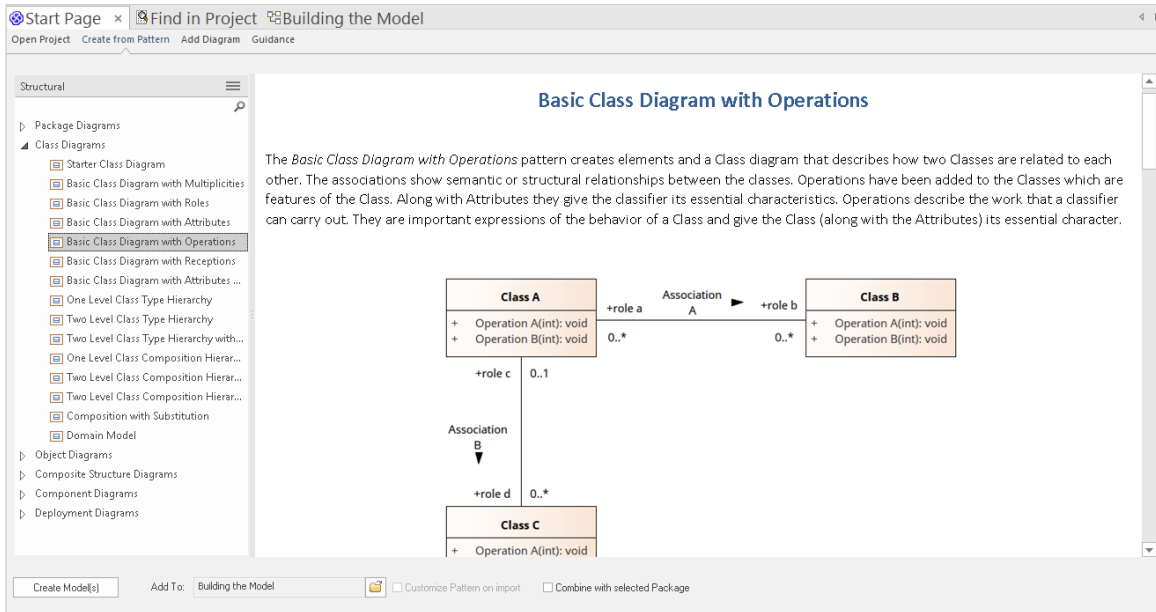 Start Page × Find in Project Building the Model
Open Project Create from Pattern Add Diagram Guidance
Structural
Package Diagrams
Class Diagrams
Starter Class Diagram
Basic Class Diagram with Multiplicities
Basic Class Diagram with Roles
Basic Class Diagram with Attributes
Basic Class Diagram with Operations
Basic Class Diagram with Receptions
Basic Class Diagram with Attributes ...
One Level Class Type Hierarchy
Two Level Class Type Hierarchy
Two Level Class Type Hierarchy with...
One Level Class Composition Hierar...
Two Level Class Composition Hierar...
Two Level Class Composition Hierar...
Composition with Substitution
Domain Model
Object Diagrams
Composite Structure Diagrams
Component Diagrams
Deployment Diagrams
Basic Class Diagram with Operations
The Basic Class Diagram with Operations pattern creates elements and a Class diagram that describes how two Classes are related to each
other. The associations show semantic or structural relationships between the classes. Operations have been added to the Classes which are
features of the Class. Along with Attributes they give the classifier its essential characteristics. Operations describe the work that a classifier
can carry out. They are important expressions of the behavior of a Class and give the Class (along with the Attributes) its essential character.
Class A
+ Operation A(int): void
+ Operation B(int): void
+role a
0..*
Association
A
+role b
0..*
Class B
+ Operation A(int): void
+ Operation B(int): void
+role c 0..1
Association
B
+role d 0..*
Class C
+ Operation A(int): void
Create Model(s) Add To: Building the Model Customize Pattern on import Combine with selected Package